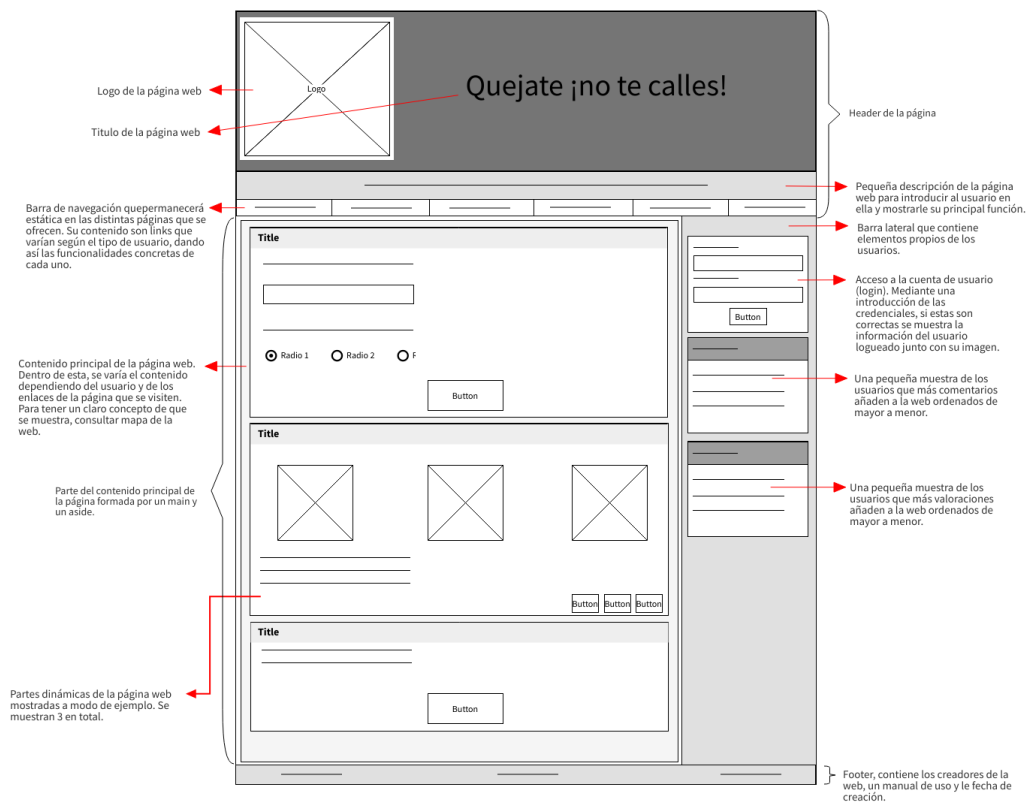 Logo
Quejate ¡no te calles!
Logo de la página web
Titulo de la página web
Header de la página
Pequeña descripción de la página
web para introducir al usuario en
ella y mostrarle su principal función.
Barra de navegación quepermanecerá
estática en las distintas páginas que se
ofrecen. Su contenido son links que
varían según el tipo de usuario, dando
así las funcionalidades concretas de
cada uno.
Barra lateral que contiene
elementos propios de los
usuarios.
Title
Radio 1
Radio 2
Button
Button
Acceso a la cuenta de usuario
(login). Mediante una
introducción de las
credenciales, si estas son
correctas se muestra la
información del usuario
logueado junto con su imagen.
Contenido principal de la página web.
Dentro de esta, se varía el contenido
dependiendo del usuario y de los
enlaces de la página que se visiten.
Para tener un claro concepto de que
se muestra, consultar mapa de la
web.
Una pequeña muestra de los
usuarios que más comentarios
añaden a la web ordenados de
mayor a menor.
Title
Button Button Button
Parte del contenido principal de
la página formada por un main y
un aside.
Una pequeña muestra de los
usuarios que más valoraciones
añaden a la web ordenados de
mayor a menor.
Title
Button
Partes dinámicas de la página web
mostradas a modo de ejemplo. Se
muestran 3 en total.
Footer, contiene los creadores de la
web, un manual de uso y le fecha de
creación.